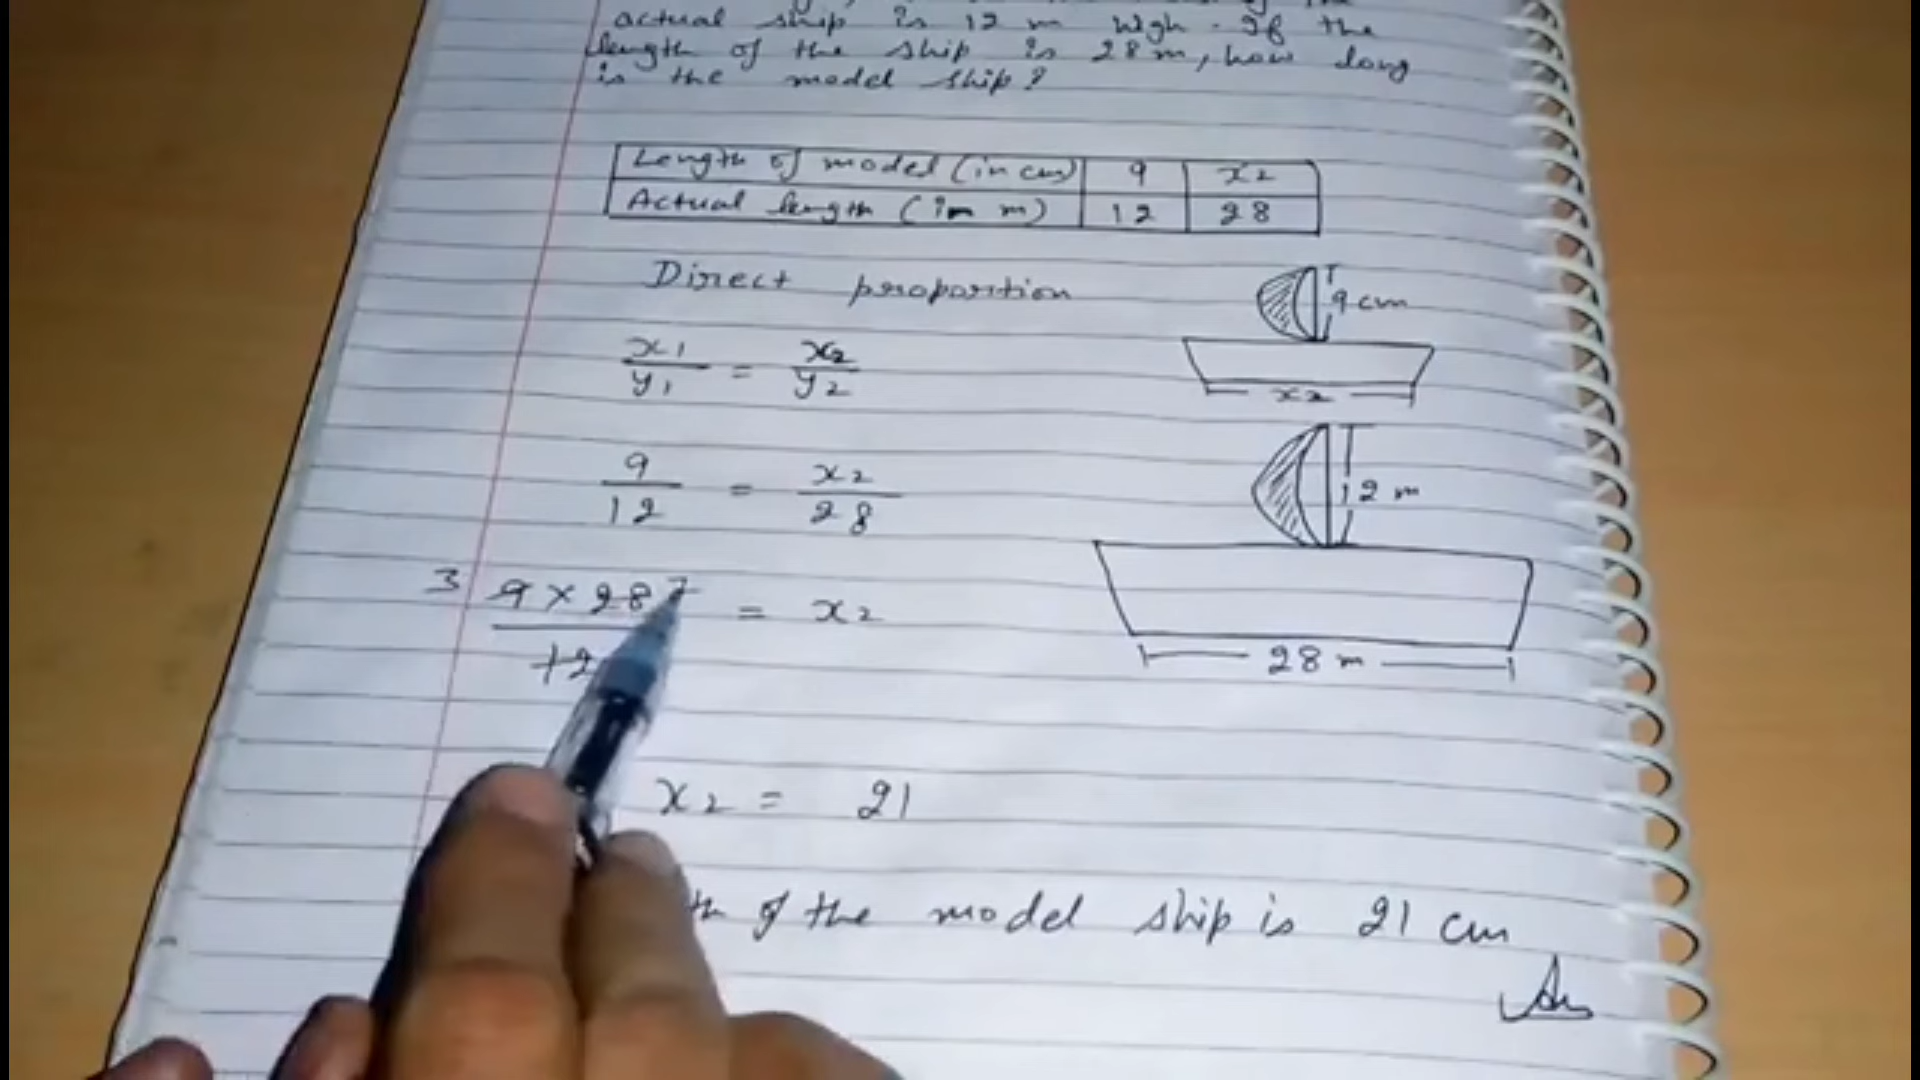 actual ship is 12 m high. If the
length of the ship is 28 m, how long
is the model ship?
Length of model (in cm) 9 x2
Actual length (in m) 12 28
Direct proportion
9 cm
x1/y1 = x2/y2
x2
9/12 = x2/28
12 m
3 9 × 28 7 / 12 = x2
28 m
x2 = 21
of the model ship is 21 cm
Ans